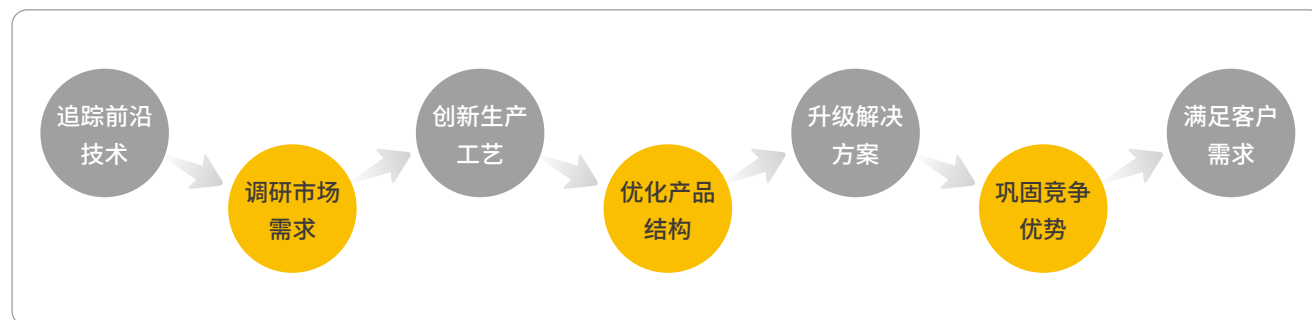 追踪前沿
技术
调研市场
需求
创新生产
工艺
优化产品
结构
升级解决
方案
巩固竞争
优势
满足客户
需求